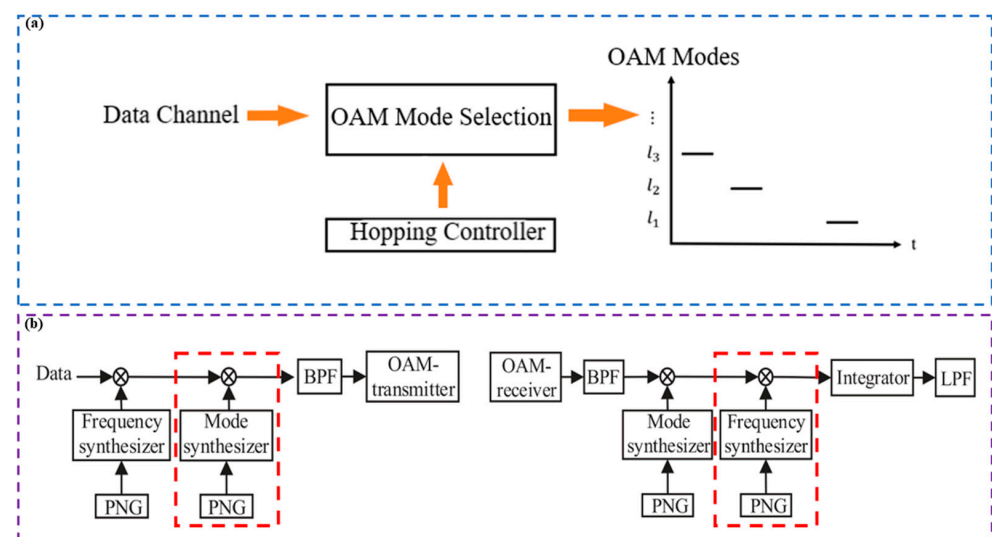 (a)
OAM Modes
Data Channel
OAM Mode Selection
⋮
l₃
l₂
l₁
Hopping Controller
t
(b)
Data
BPF
OAM-
transmitter
OAM-
receiver
BPF
Integrator
LPF
Frequency
synthesizer
Mode
synthesizer
Mode
synthesizer
Frequency
synthesizer
PNG
PNG
PNG
PNG